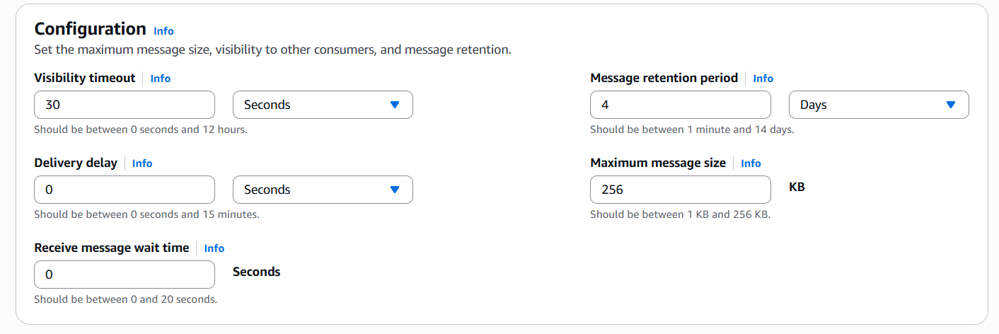 Configuration Info
Set the maximum message size, visibility to other consumers, and message retention.
Visibility timeout Info
30 Seconds
Should be between 0 seconds and 12 hours.
Message retention period Info
4 Days
Should be between 1 minute and 14 days.
Delivery delay Info
0 Seconds
Should be between 0 seconds and 15 minutes.
Maximum message size Info
256 KB
Should be between 1 KB and 256 KB.
Receive message wait time Info
0 Seconds
Should be between 0 and 20 seconds.